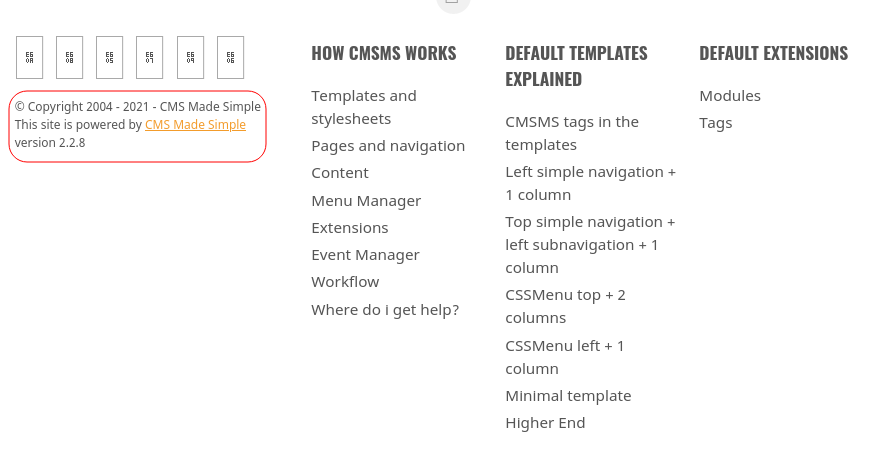 © Copyright 2004 - 2021 - CMS Made Simple
This site is powered by CMS Made Simple
version 2.2.8
HOW CMSMS WORKS
Templates and
stylesheets
Pages and navigation
Content
Menu Manager
Extensions
Event Manager
Workflow
Where do i get help?
DEFAULT TEMPLATES
EXPLAINED
CMSMS tags in the
templates
Left simple navigation +
1 column
Top simple navigation +
left subnavigation + 1
column
CSSMenu top + 2
columns
CSSMenu left + 1
column
Minimal template
Higher End
DEFAULT EXTENSIONS
Modules
Tags